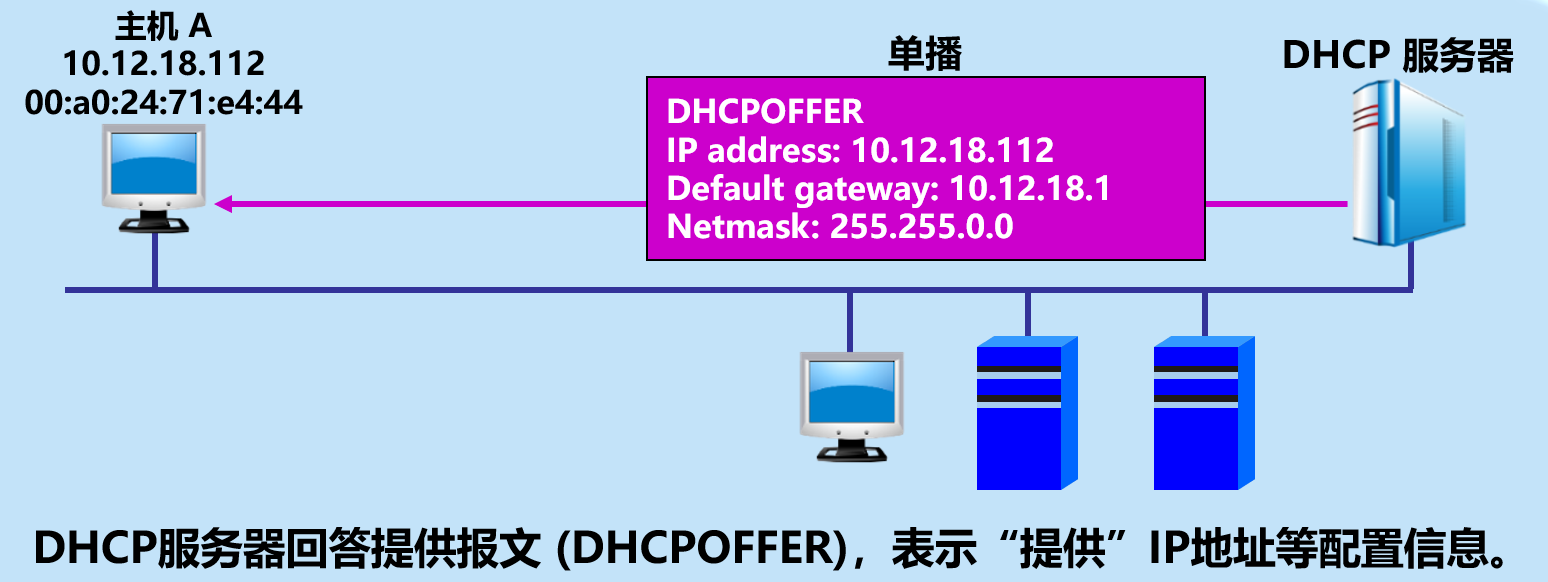 主机 A
10.12.18.112
00:a0:24:71:e4:44
单播
DHCP 服务器
DHCPOFFER
IP address: 10.12.18.112
Default gateway: 10.12.18.1
Netmask: 255.255.0.0
DHCP服务器回答提供报文 (DHCPOFFER)，表示“提供”IP地址等配置信息。